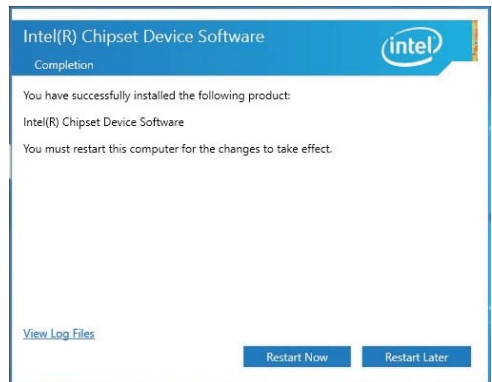 Intel(R) Chipset Device Software
intel
Completion
You have successfully installed the following product:
Intel(R) Chipset Device Software
You must restart this computer for the changes to take effect.
View Log Files
Restart Now
Restart Later